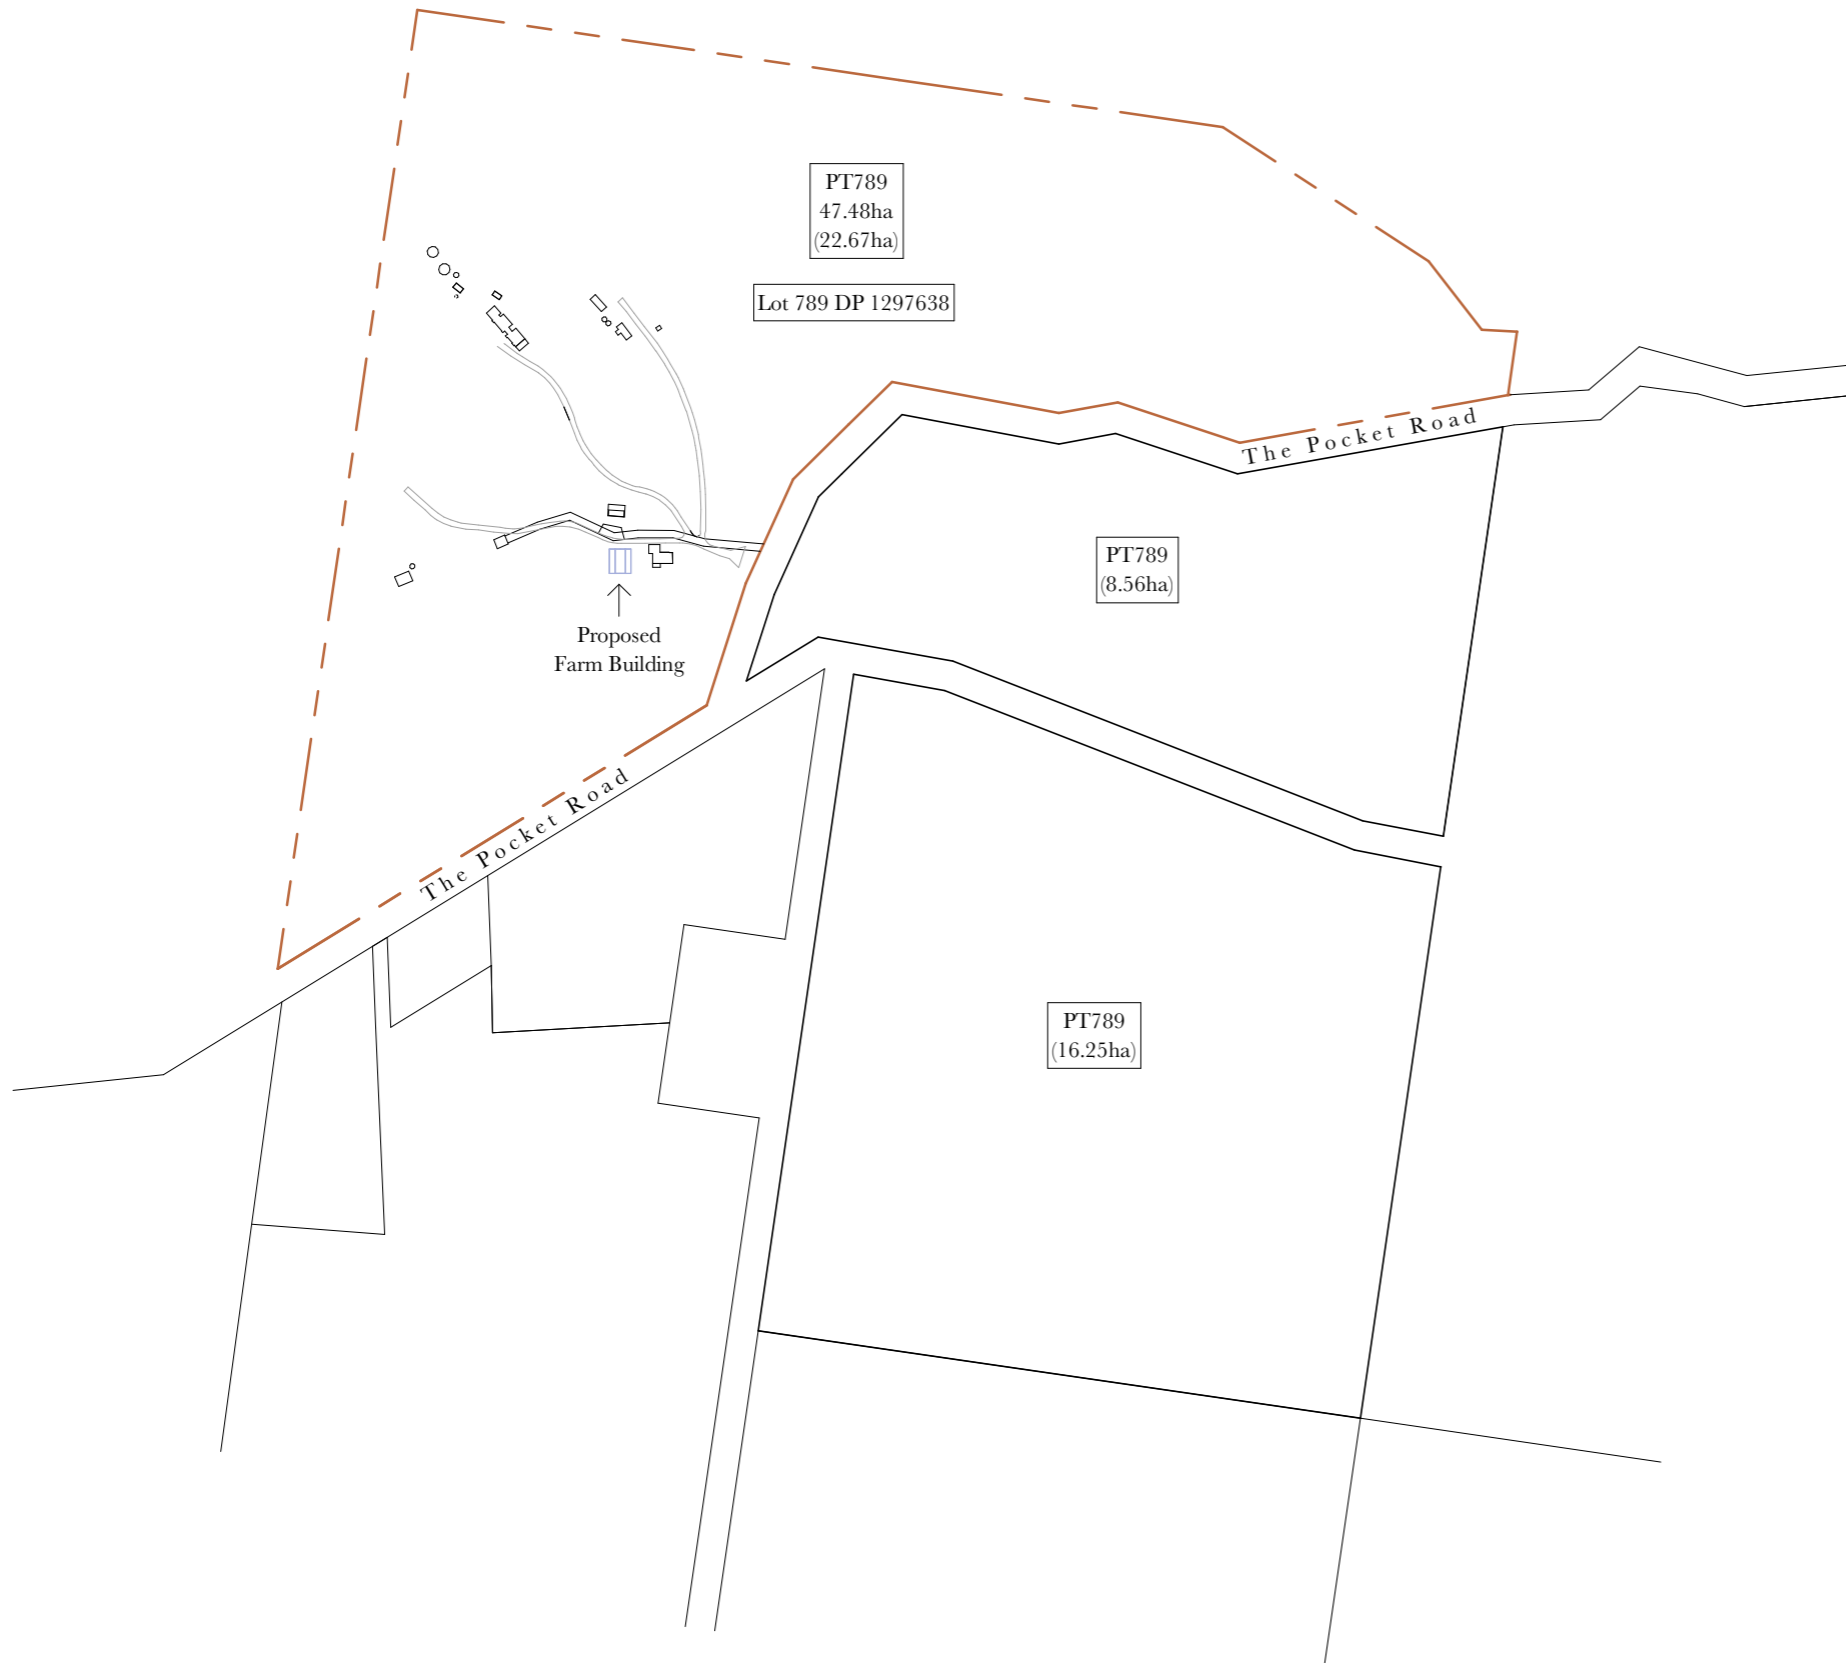 PT789
47.48ha
(22.67ha)
Lot 789 DP 1297638
The Pocket Road
PT789
(8.56ha)
Proposed
Farm Building
The Pocket Road
PT789
(16.25ha)